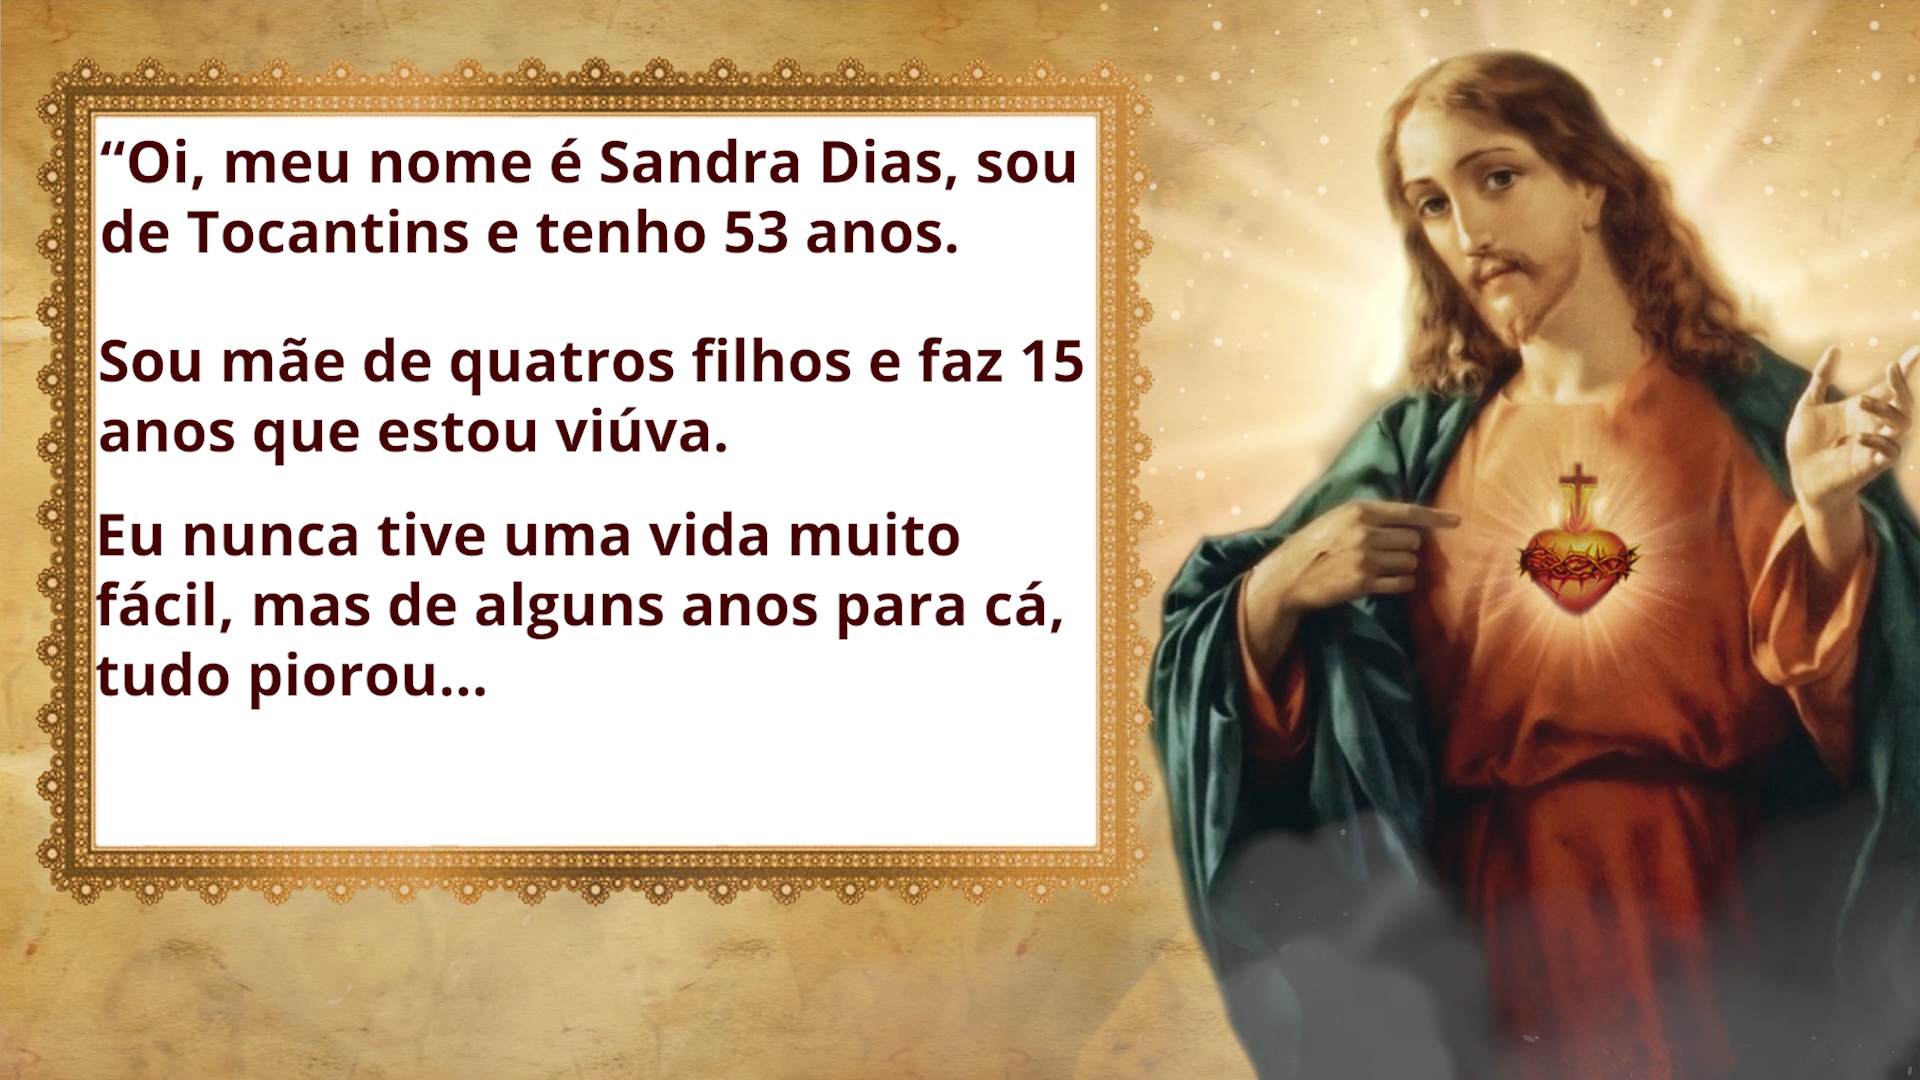 “Oi, meu nome é Sandra Dias, sou
de Tocantins e tenho 53 anos.
Sou mãe de quatros filhos e faz 15
anos que estou viúva.
Eu nunca tive uma vida muito
fácil, mas de alguns anos para cá,
tudo piorou...